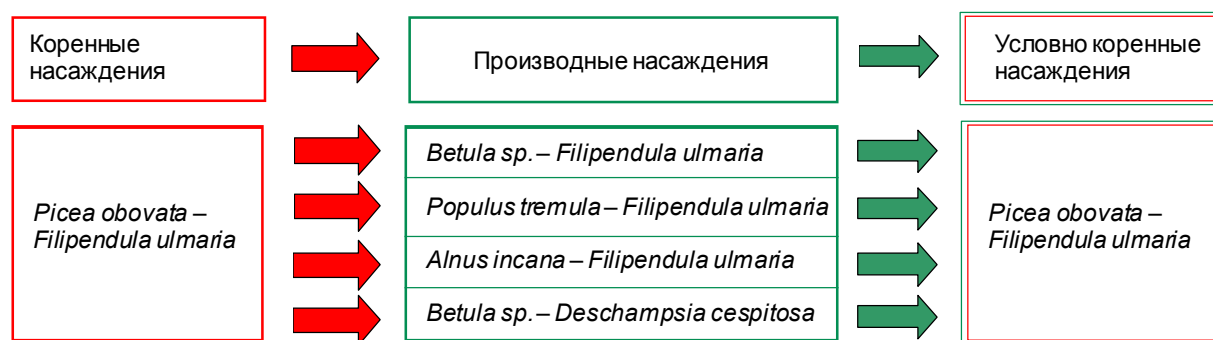 Коренные
насаждения
Производные насаждения
Условно коренные
насаждения
Picea obovata –
Filipendula ulmaria
Betula sp. – Filipendula ulmaria
Populus tremula – Filipendula ulmaria
Alnus incana – Filipendula ulmaria
Betula sp. – Deschampsia cespitosa
Picea obovata –
Filipendula ulmaria